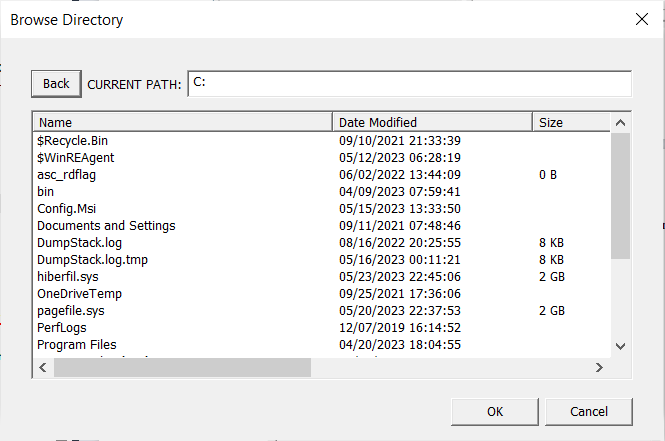 Browse Directory
Back CURRENT PATH: C:
Name Date Modified Size
$Recycle.Bin 09/10/2021 21:33:39
$WinREAgent 05/12/2023 06:28:19
asc_rdflag 06/02/2022 13:44:09 0 B
bin 04/09/2023 07:59:41
Config.Msi 05/15/2023 13:33:50
Documents and Settings 09/11/2021 07:48:46
DumpStack.log 08/16/2022 20:25:55 8 KB
DumpStack.log.tmp 05/16/2023 00:11:21 8 KB
hiberfil.sys 05/23/2023 22:45:06 2 GB
OneDriveTemp 09/25/2021 17:36:06
pagefile.sys 05/20/2023 22:37:53 2 GB
PerfLogs 12/07/2019 16:14:52
Program Files 04/20/2023 18:04:55
OK Cancel